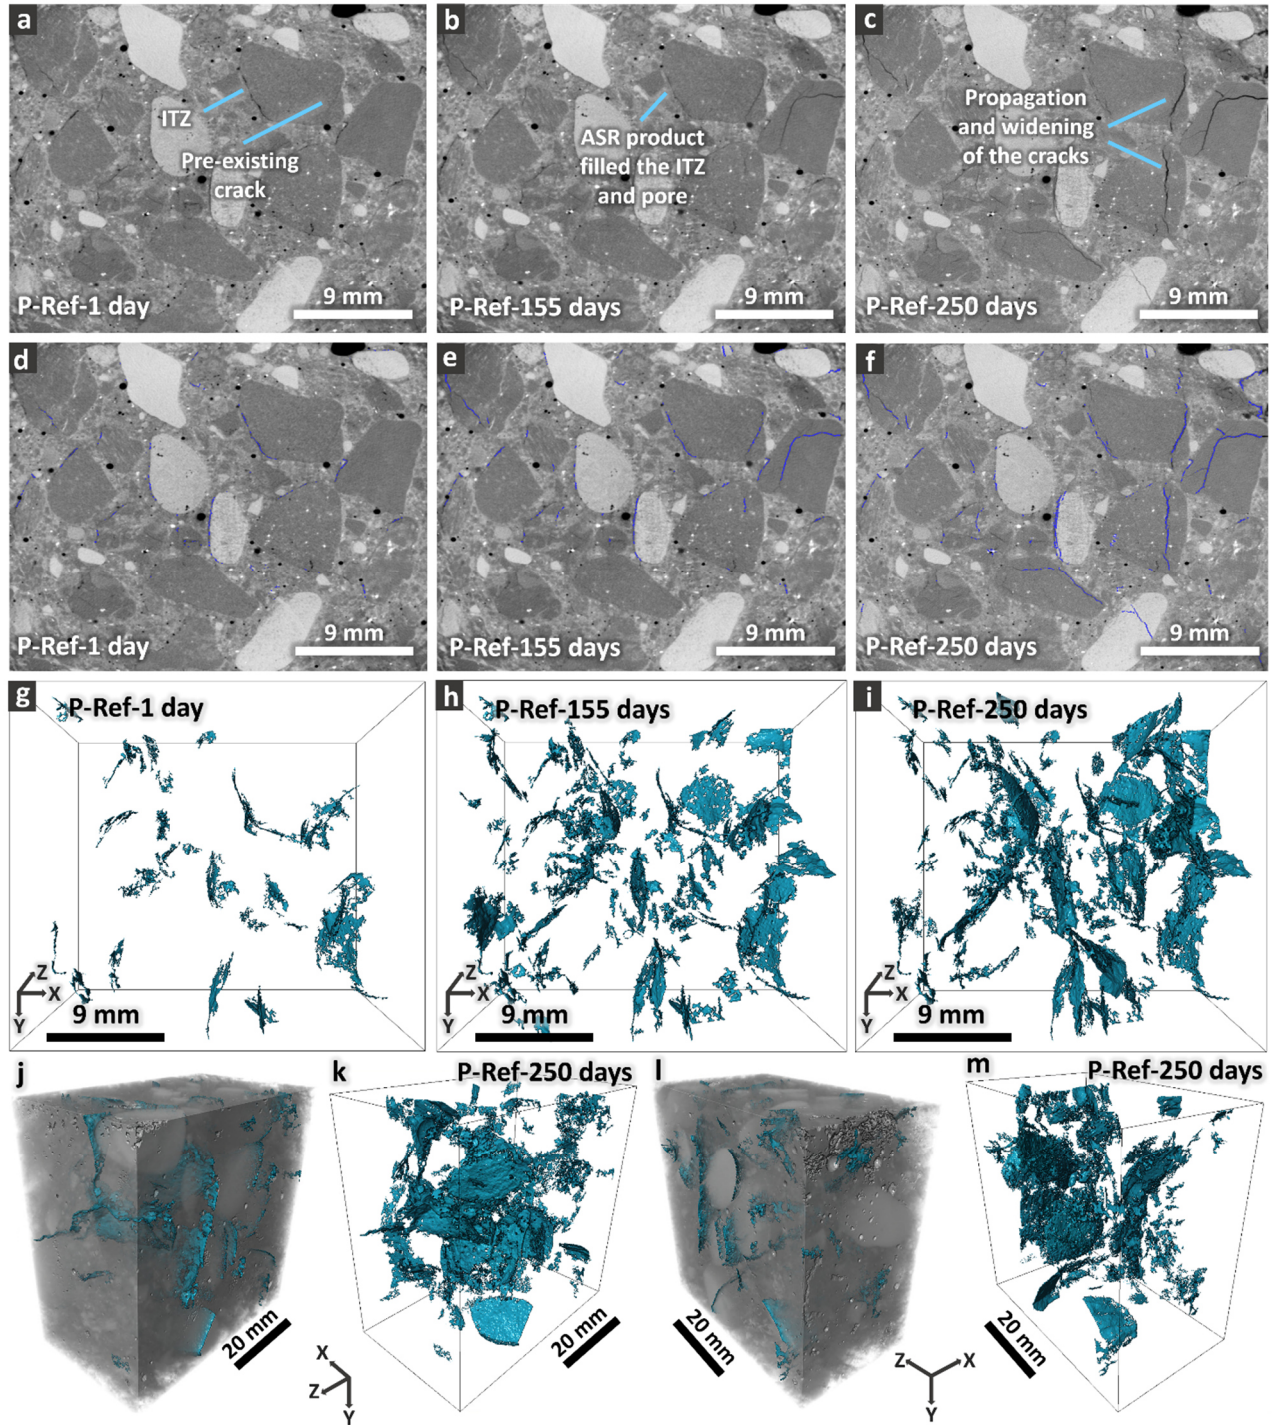 a
ITZ
Pre-existing
crack
P-Ref-1 day
9 mm
b
ASR product
filled the ITZ
and pore
P-Ref-155 days
9 mm
c
Propagation
and widening
of the cracks
P-Ref-250 days
9 mm
d
P-Ref-1 day
9 mm
e
P-Ref-155 days
9 mm
f
P-Ref-250 days
9 mm
g
P-Ref-1 day
Z
X
Y
9 mm
h
P-Ref-155 days
Z
X
Y
9 mm
i
P-Ref-250 days
Z
X
Y
9 mm
j
20 mm
k
P-Ref-250 days
20 mm
X
Z
Y
l
20 mm
m
P-Ref-250 days
20 mm
Z
X
Y